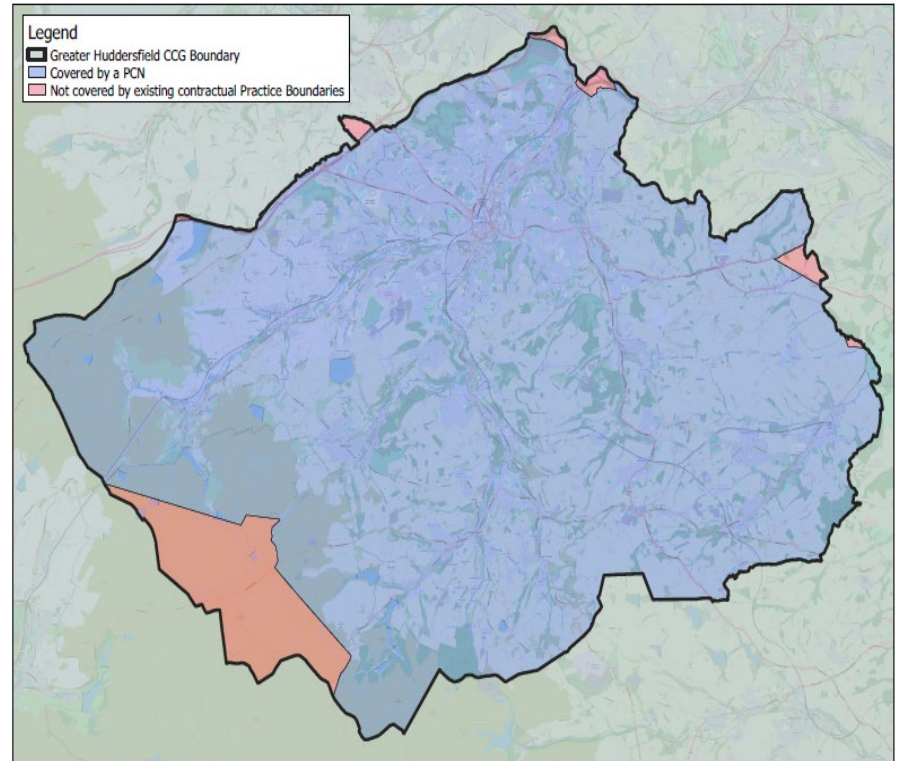 Legend
Greater Huddersfield CCG Boundary
Covered by a PCN
Not covered by existing contractual Practice Boundaries